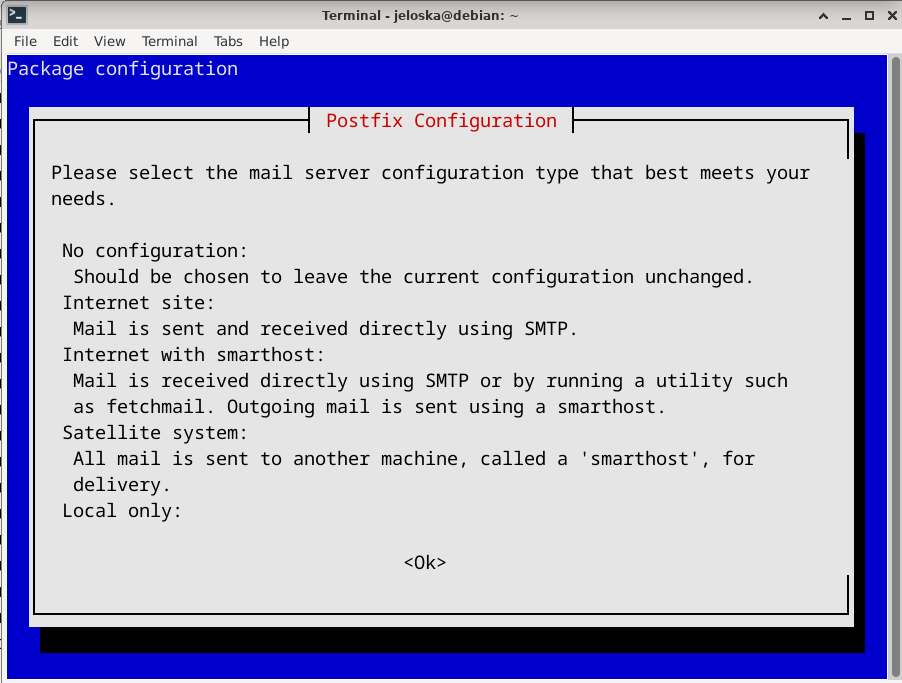 Terminal - jeloska@debian: ~
File Edit View Terminal Tabs Help
Package configuration
Postfix Configuration
Please select the mail server configuration type that best meets your
needs.
No configuration:
Should be chosen to leave the current configuration unchanged.
Internet site:
Mail is sent and received directly using SMTP.
Internet with smarthost:
Mail is received directly using SMTP or by running a utility such
as fetchmail. Outgoing mail is sent using a smarthost.
Satellite system:
All mail is sent to another machine, called a 'smarthost', for
delivery.
Local only:
<Ok>